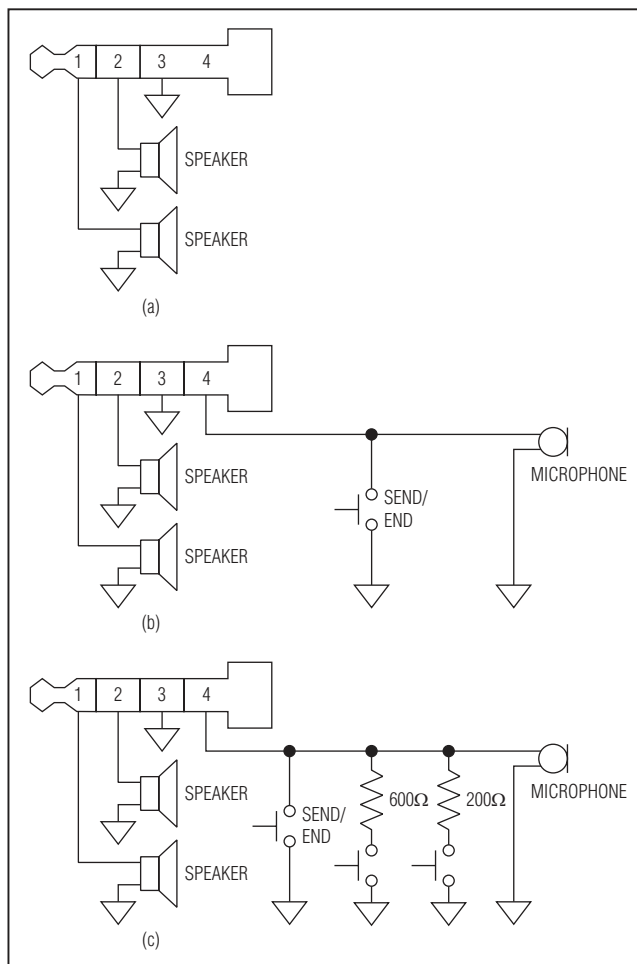 1 2 3 4
SPEAKER
SPEAKER
(a)
1 2 3 4
SPEAKER
SEND/
END
MICROPHONE
SPEAKER
(b)
1 2 3 4
SPEAKER
SEND/
END
600Ω
200Ω
MICROPHONE
SPEAKER
(c)